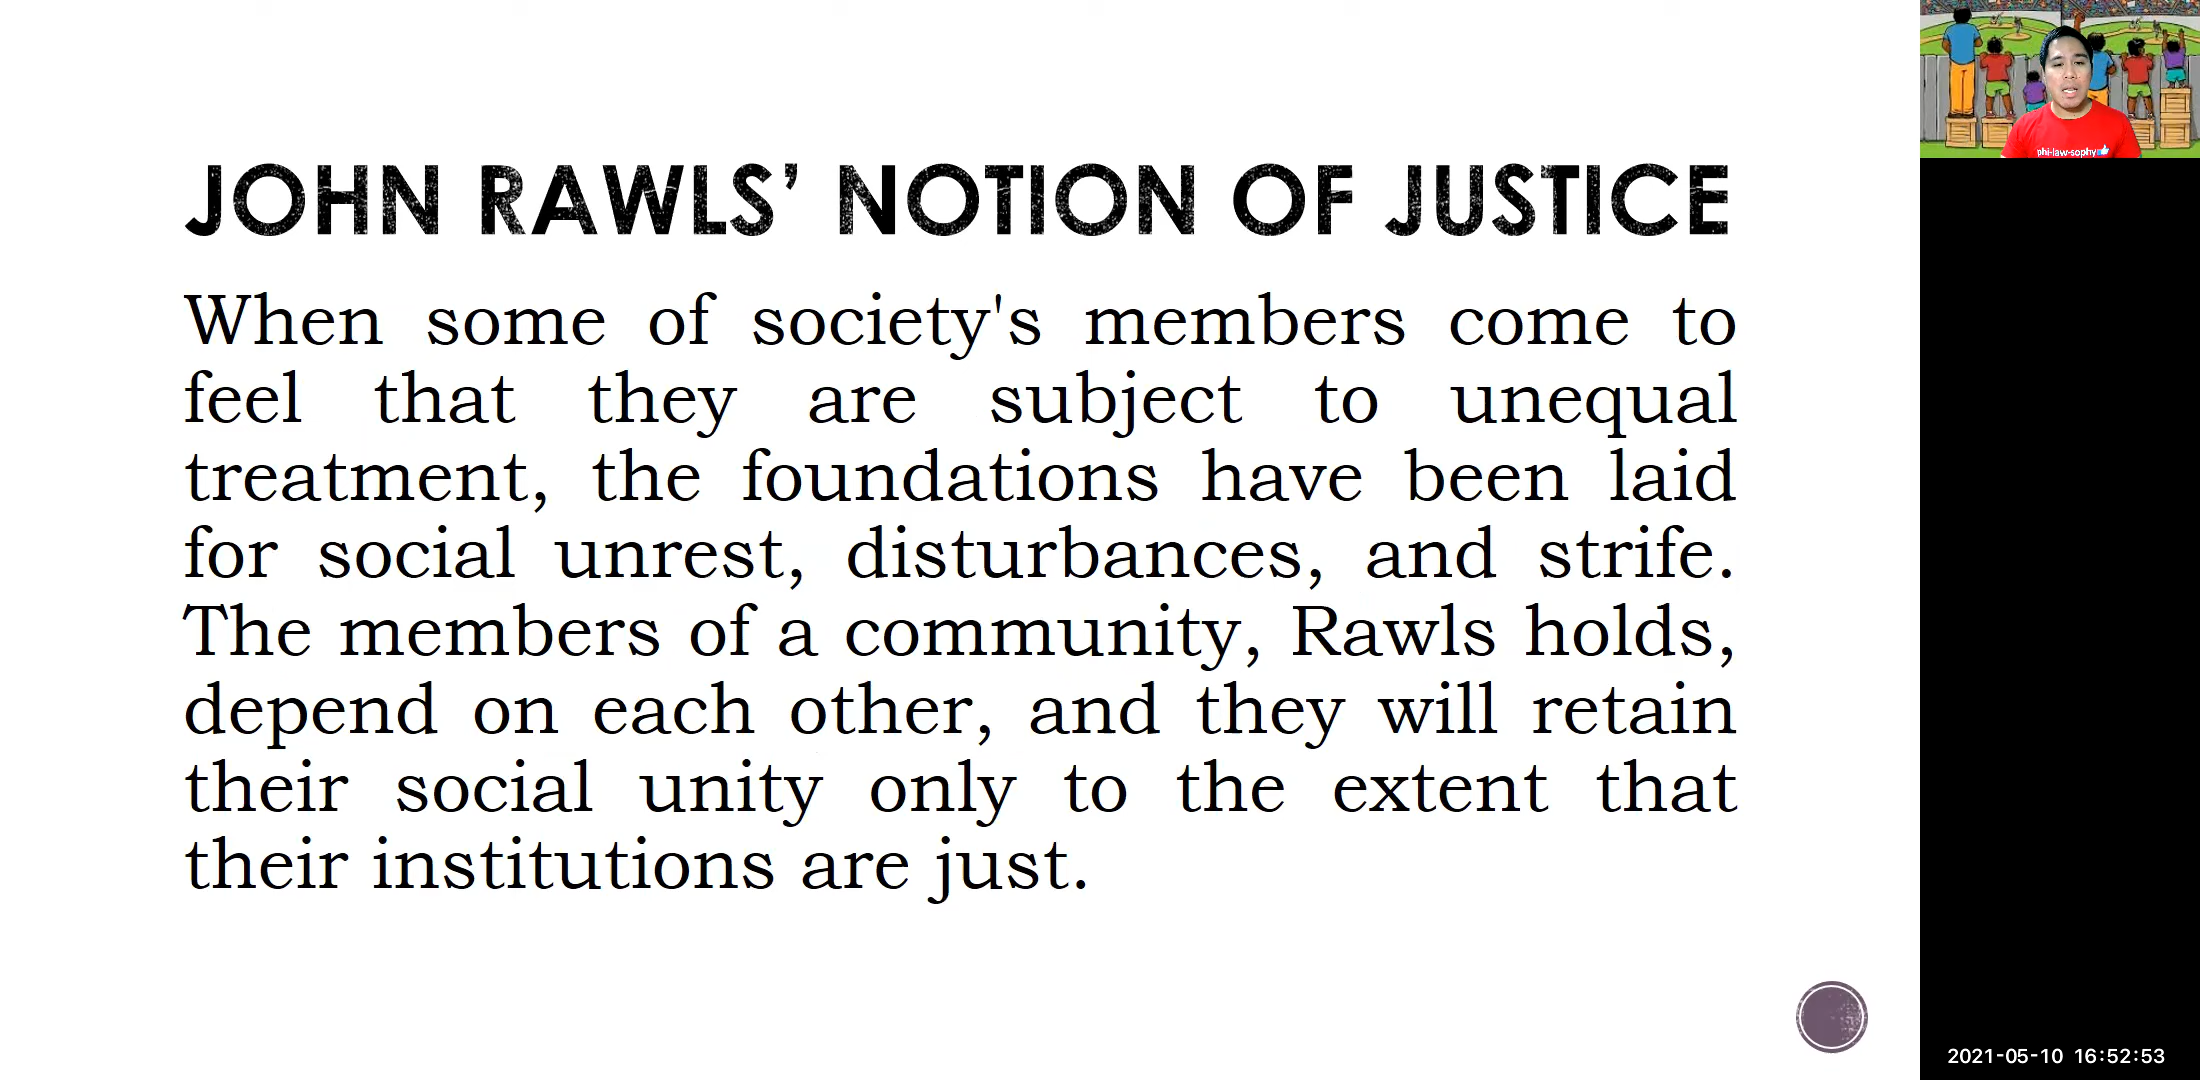 JOHN RAWLS’ NOTION OF JUSTICE
When some of society's members come to
feel that they are subject to unequal
treatment, the foundations have been laid
for social unrest, disturbances, and strife.
The members of a community, Rawls holds,
depend on each other, and they will retain
their social unity only to the extent that
their institutions are just.
phi-law-sophy
2021-05-10 16:52:53